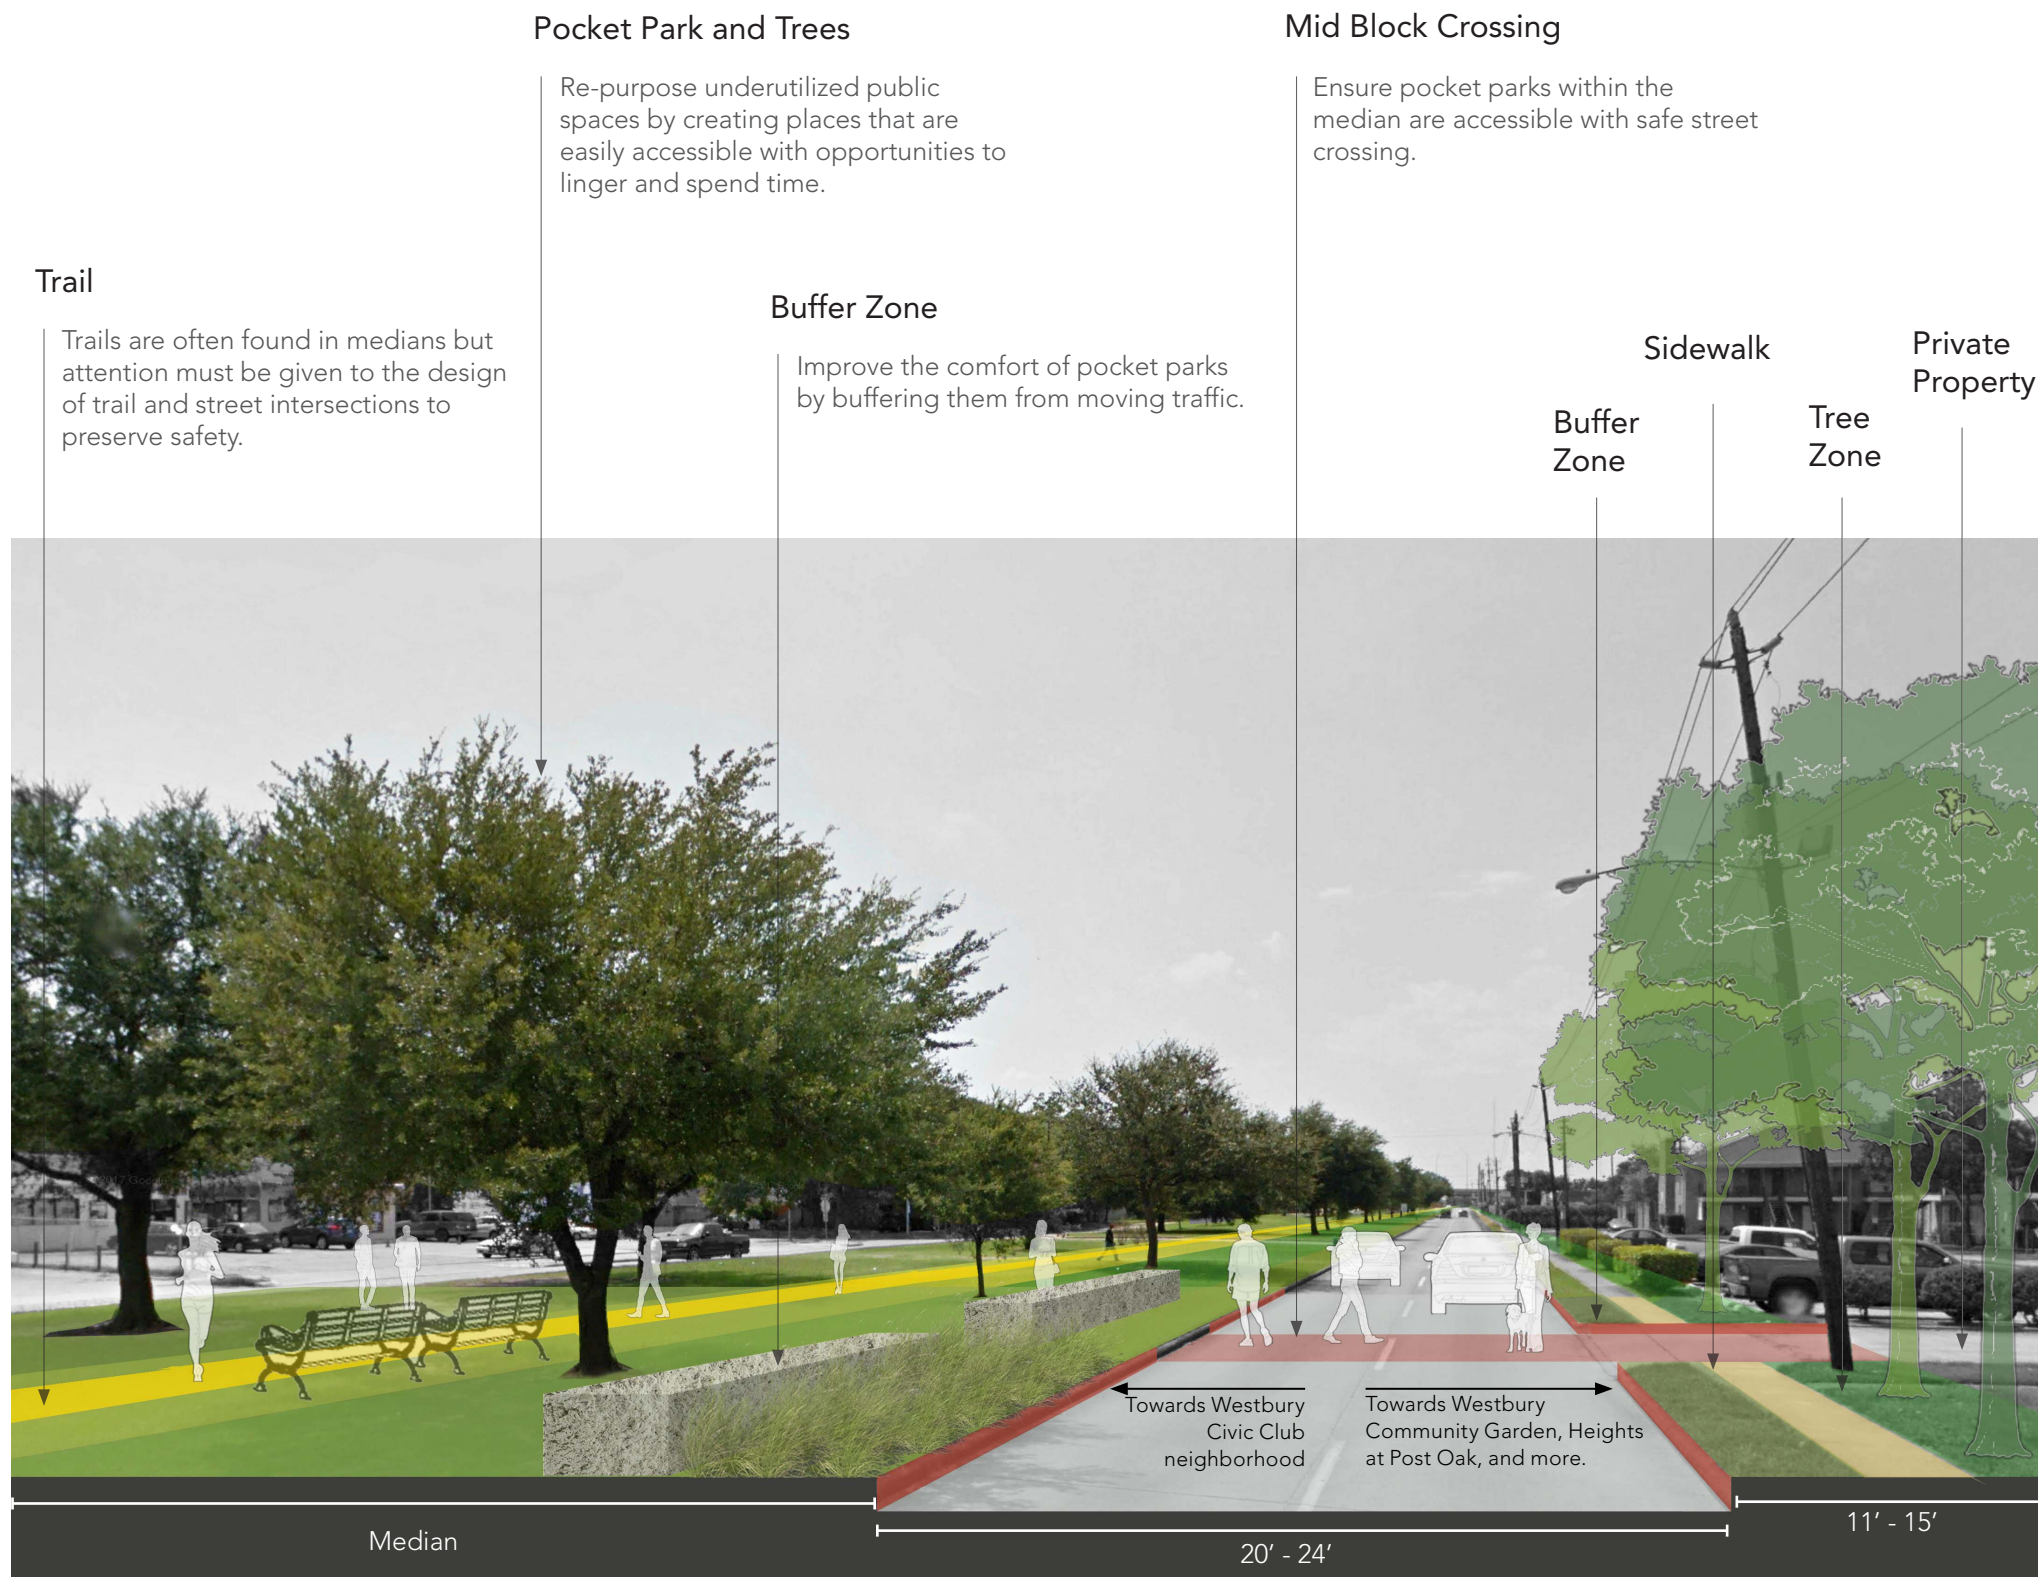 Pocket Park and Trees
Re-purpose underutilized public
spaces by creating places that are
easily accessible with opportunities to
linger and spend time.
Mid Block Crossing
Ensure pocket parks within the
median are accessible with safe street
crossing.
Trail
Trails are often found in medians but
attention must be given to the design
of trail and street intersections to
preserve safety.
Buffer Zone
Improve the comfort of pocket parks
by buffering them from moving traffic.
Buffer
Zone
Sidewalk
Tree
Zone
Private
Property
Towards Westbury
Civic Club
neighborhood
Towards Westbury
Community Garden, Heights
at Post Oak, and more.
Median
20' - 24'
11' - 15'